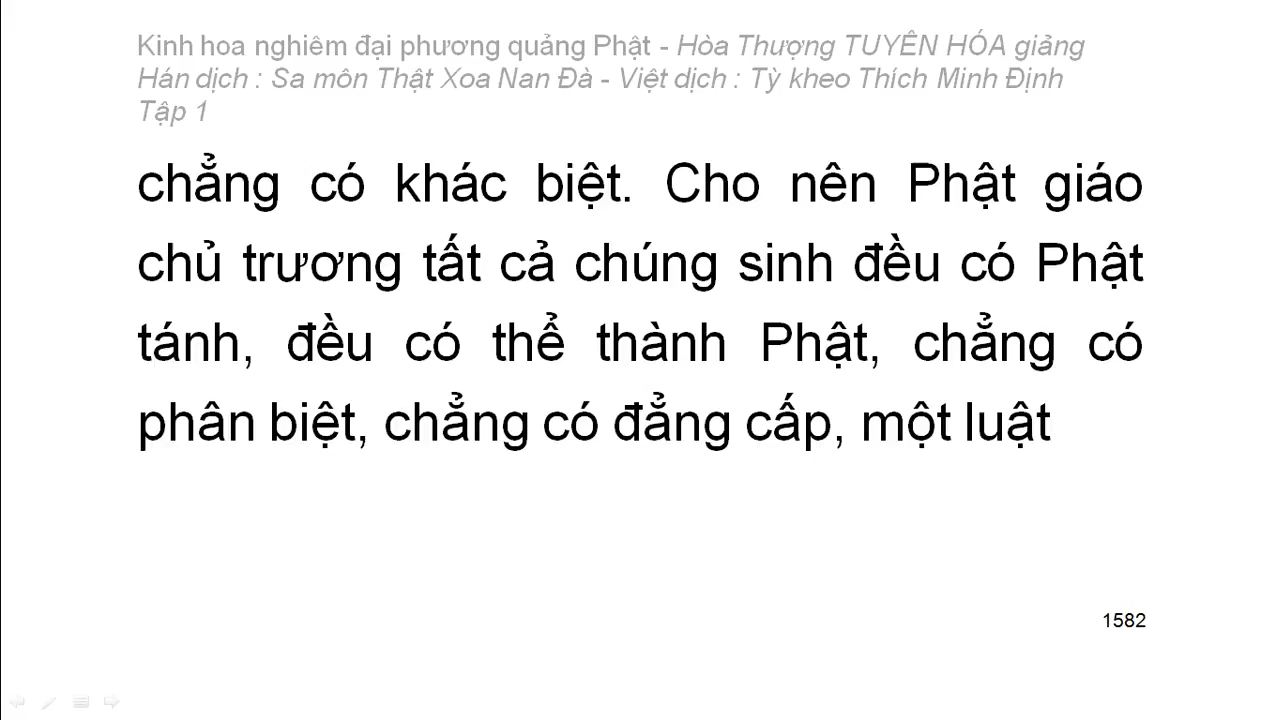 Kinh hoa nghiêm đại phương quảng Phật - Hòa Thượng TUYÊN HÓA giảng
Hán dịch : Sa môn Thật Xoa Nan Đà - Việt dịch : Tỳ kheo Thích Minh Định
Tập 1
chẳng có khác biệt. Cho nên Phật giáo
chủ trương tất cả chúng sinh đều có Phật
tánh, đều có thể thành Phật, chẳng có
phân biệt, chẳng có đẳng cấp, một luật
1582